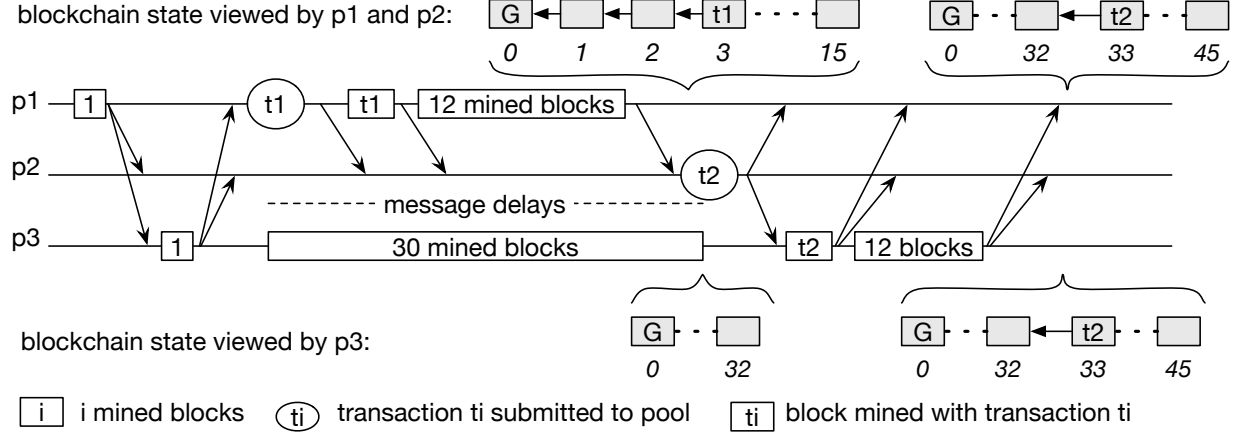 blockchain state viewed by p1 and p2:
G t1
0 1 2 3 15
G t2
0 32 33 45
p1 1 t1 t1 12 mined blocks
p2 t2
message delays
p3 1 30 mined blocks t2 12 blocks
blockchain state viewed by p3:
G
0 32
G t2
0 32 33 45
i i mined blocks ti transaction ti submitted to pool ti block mined with transaction ti